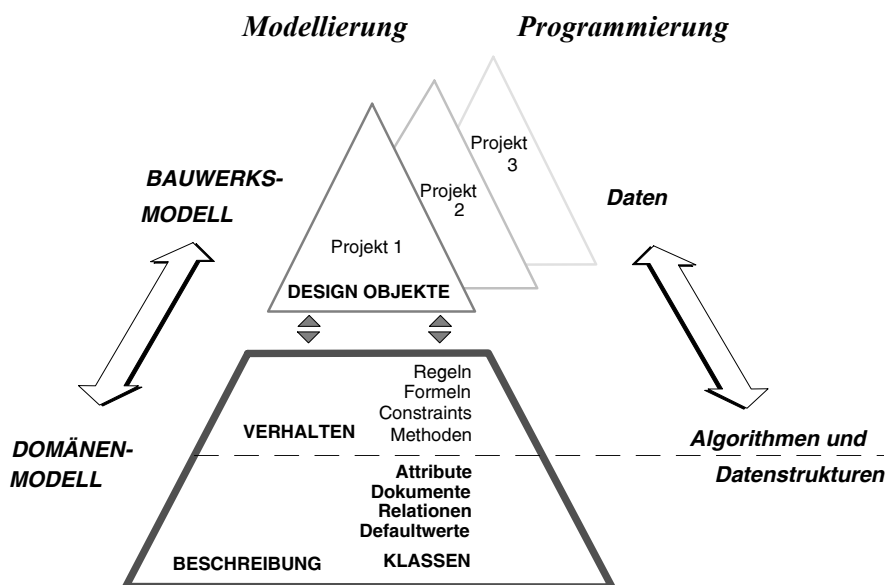 Modellierung Programmierung
Projekt
3
BAUWERKS-
MODELL
Projekt
2
Daten
Projekt 1
DESIGN OBJEKTE
Regeln
Formeln
Constraints
VERHALTEN Methoden
DOMÄNEN-
MODELL
Algorithmen und
Datenstrukturen
Attribute
Dokumente
Relationen
Defaultwerte
BESCHREIBUNG KLASSEN